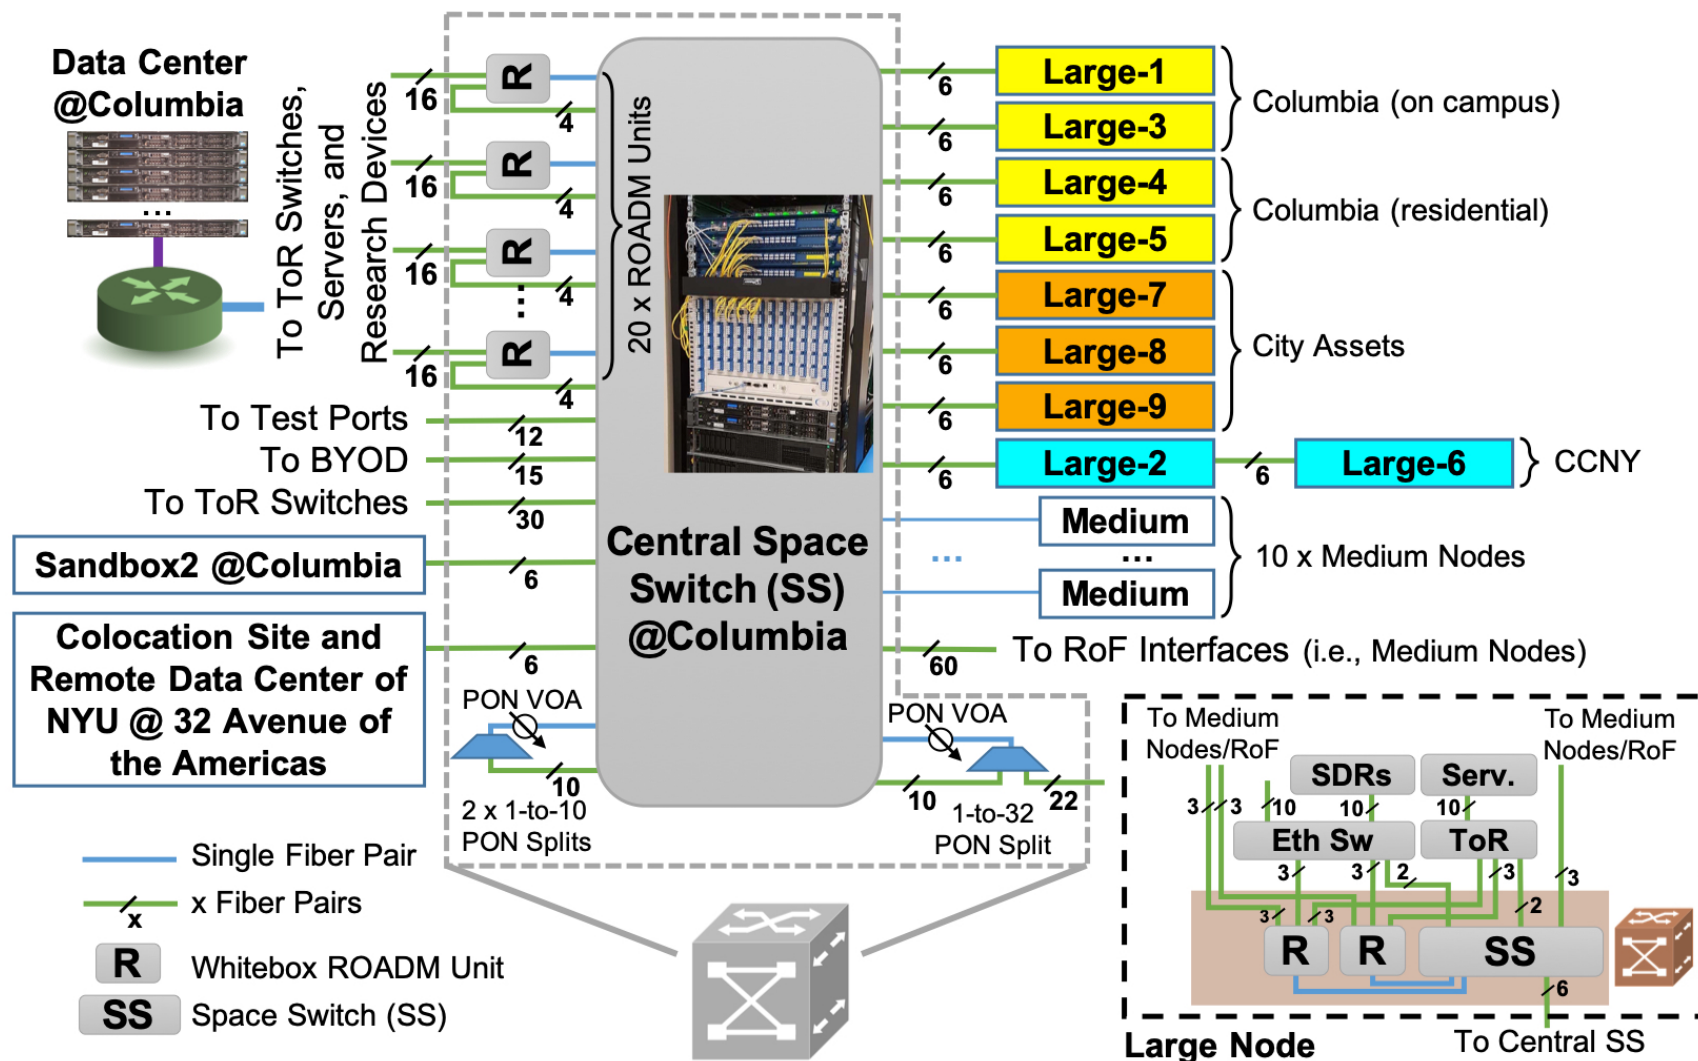 Data Center
@Columbia
...
To ToR Switches,
Servers, and
Research Devices
16
R
4
16
R
4
16
R
4
...
16
R
4
20 x ROADM Units
To Test Ports
12
To BYOD
15
To ToR Switches
30
Sandbox2 @Columbia
6
Colocation Site and
Remote Data Center of
NYU @ 32 Avenue of
the Americas
6
PON VOA
10
2 x 1-to-10
PON Splits
Central Space
Switch (SS)
@Columbia
6
Large-1
6
Large-3
Columbia (on campus)
6
Large-4
6
Large-5
Columbia (residential)
6
Large-7
6
Large-8
6
Large-9
City Assets
6
Large-2
6
Large-6
CCNY
Medium
...
...
Medium
10 x Medium Nodes
60
To RoF Interfaces (i.e., Medium Nodes)
PON VOA
10
22
1-to-32
PON Split
Single Fiber Pair
x
x Fiber Pairs
R
Whitebox ROADM Unit
SS
Space Switch (SS)
To Medium
Nodes/RoF
To Medium
Nodes/RoF
SDRs
Serv.
3
3
10
10
10
Eth Sw
ToR
3
3
2
3
3
3
3
2
R
R
SS
6
To Central SS
Large Node